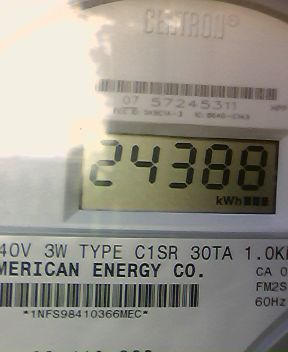 CENTRON®
07 57245311
24388
kWh
40V 3W TYPE C1SR 30TA 1.0K
MERICAN ENERGY CO.
CA 0
FM2S
60Hz
*1NFS98410366MEC*